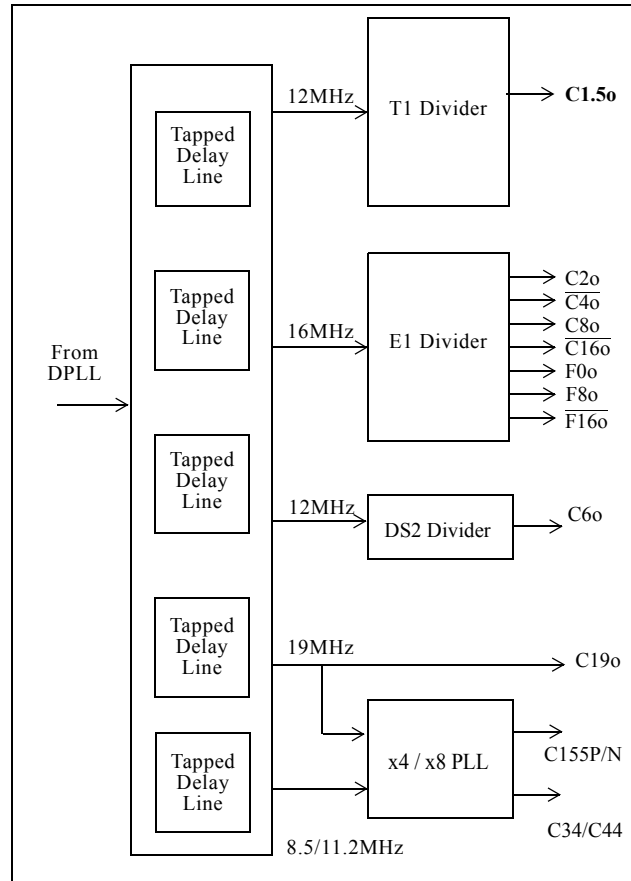 12MHz
T1 Divider
C1.5o
Tapped
Delay
Line
Tapped
Delay
Line
16MHz
E1 Divider
C2o
C4o
C8o
C16o
F0o
F8o
F16o
From
DPLL
Tapped
Delay
Line
12MHz
DS2 Divider
C6o
Tapped
Delay
Line
19MHz
C19o
Tapped
Delay
Line
x4 / x8 PLL
C155P/N
C34/C44
8.5/11.2MHz